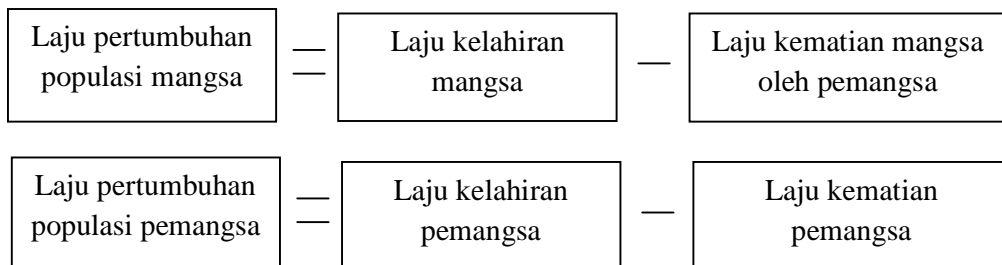 Laju pertumbuhan
populasi mangsa
=
Laju kelahiran
mangsa
—
Laju kematian mangsa
oleh pemangsa
Laju pertumbuhan
populasi pemangsa
=
Laju kelahiran
pemangsa
—
Laju kematian
pemangsa